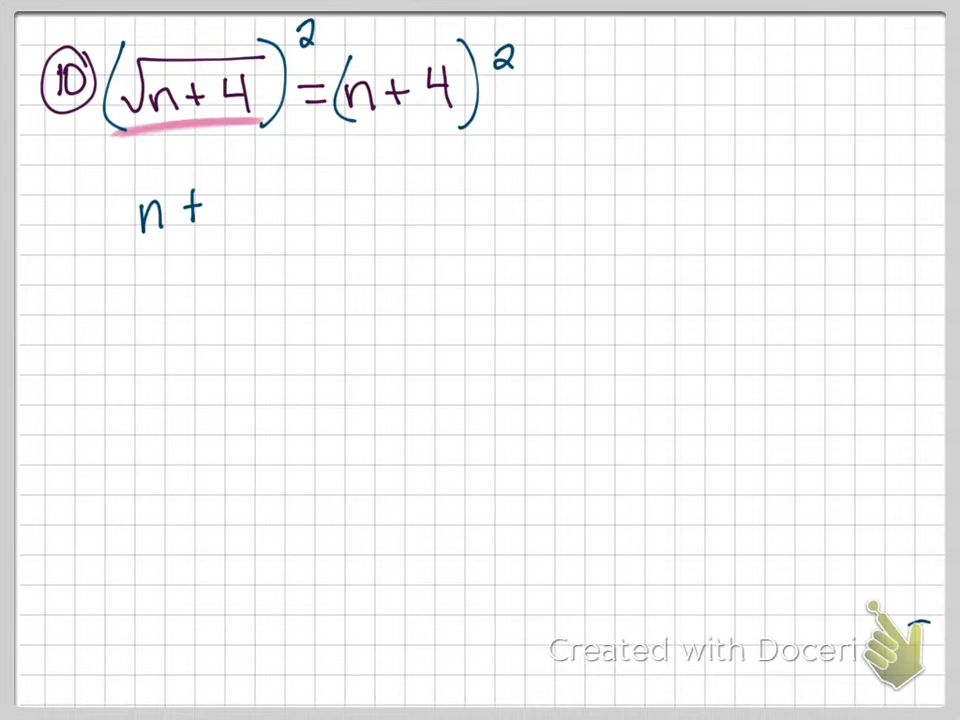 ⑩ (√n + 4)² = (n + 4)²
n +
Created with Doceri